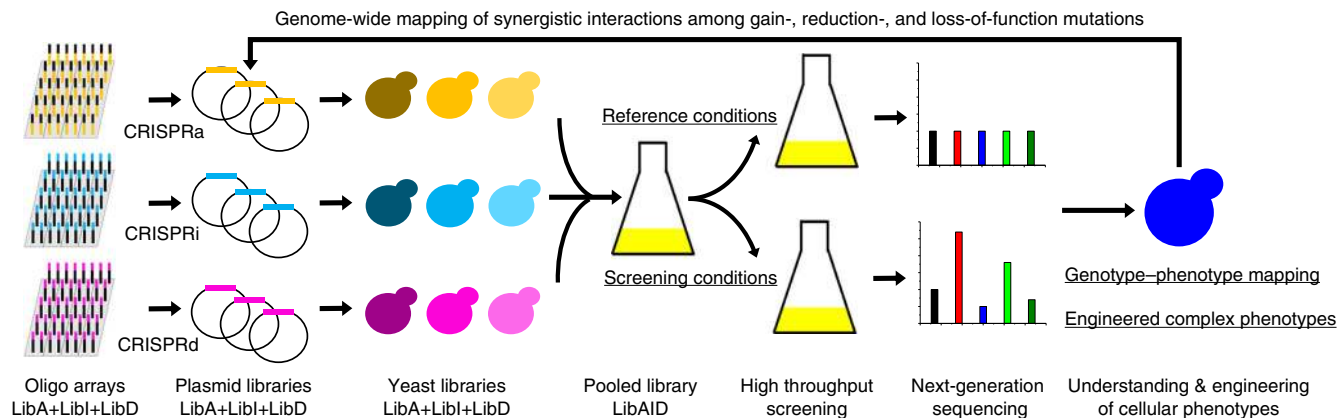 Genome-wide mapping of synergistic interactions among gain-, reduction-, and loss-of-function mutations
CRISPRa
CRISPRi
CRISPRd
Reference conditions
Screening conditions
Genotype–phenotype mapping
Engineered complex phenotypes
Oligo arrays
LibA+LibI+LibD
Plasmid libraries
LibA+LibI+LibD
Yeast libraries
LibA+LibI+LibD
Pooled library
LibAID
High throughput
screening
Next-generation
sequencing
Understanding & engineering
of cellular phenotypes